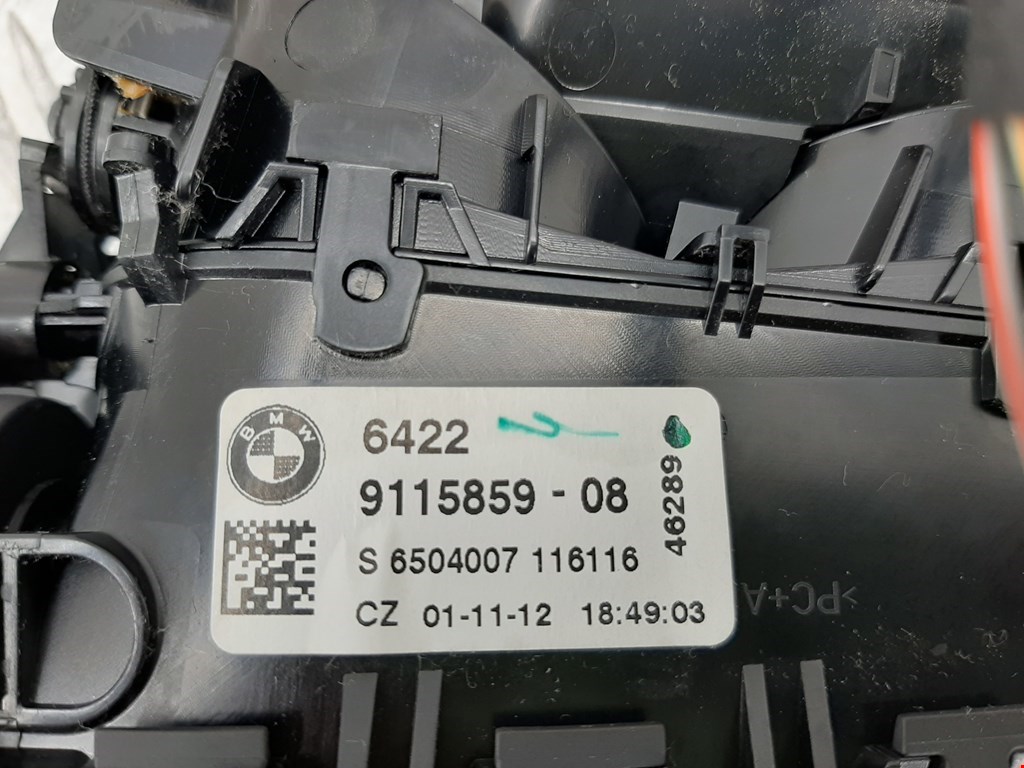 BMW
6422
9115859 - 08
S 6504007 116116
CZ 01-11-12 18:49:03
46289
>PC+A